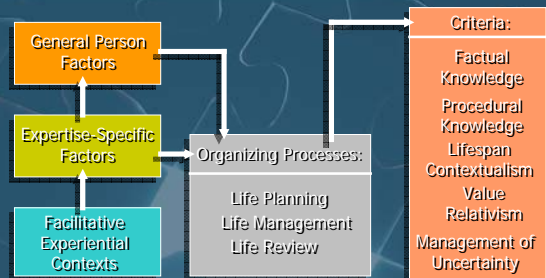 General Person
Factors
Expertise-Specific
Factors
Facilitative
Experiential
Contexts
Organizing Processes:
Life Planning
Life Management
Life Review
Criteria:
Factual
Knowledge
Procedural
Knowledge
Lifespan
Contextualism
Value
Relativism
Management of
Uncertainty